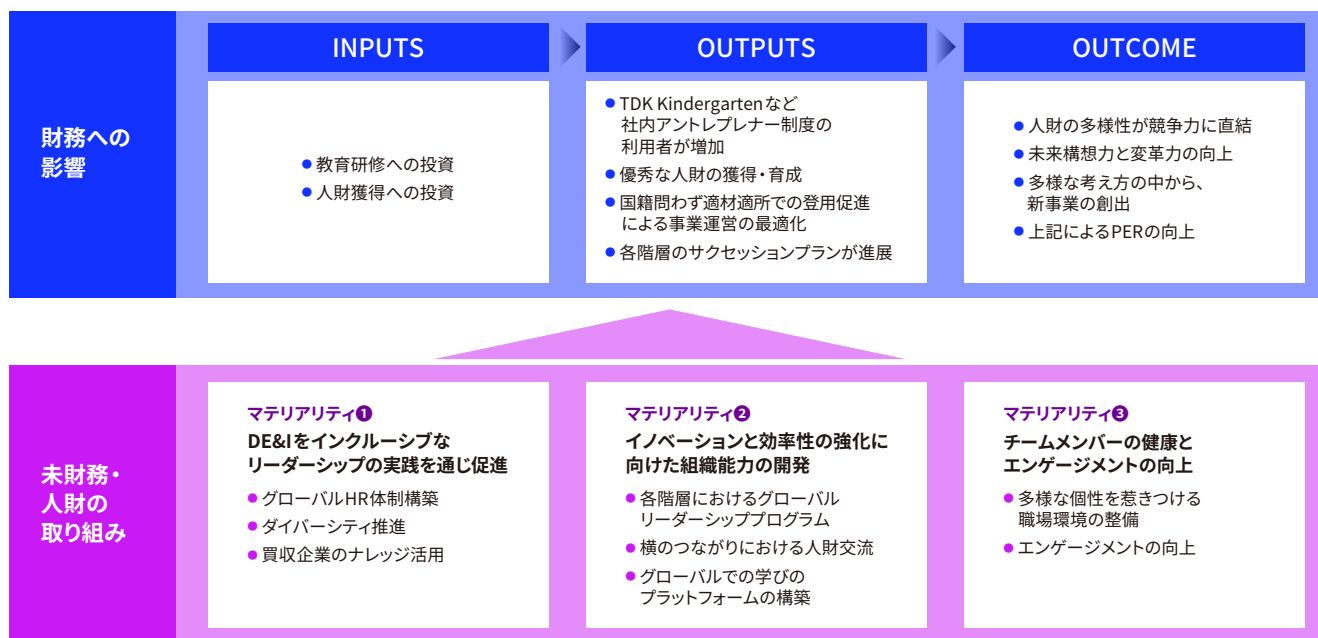 INPUTS
OUTPUTS
OUTCOME
財務への
影響
●教育研修への投資
●人財獲得への投資
●TDK Kindergartenなど
社内アントレプレナー制度の
利用者が増加
●優秀な人財の獲得・育成
●国籍問わず適材適所での登用促進
による事業運営の最適化
●各階層のサクセッションプランが進展
●人財の多様性が競争力に直結
●未来構想力と変革力の向上
●多様な考え方の中から、
新事業の創出
●上記によるPERの向上
未財務・
人財の
取り組み
マテリアリティ❶
DE&Iをインクルーシブな
リーダーシップの実践を通じ促進
●グローバルHR体制構築
●ダイバーシティ推進
●買収企業のナレッジ活用
マテリアリティ❷
イノベーションと効率性の強化に
向けた組織能力の開発
●各階層におけるグローバル
リーダーシッププログラム
●横のつながりにおける人財交流
●グローバルでの学びの
プラットフォームの構築
マテリアリティ❸
チームメンバーの健康と
エンゲージメントの向上
●多様な個性を惹きつける
職場環境の整備
●エンゲージメントの向上